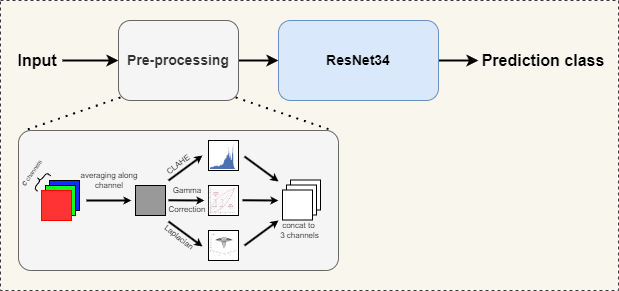 Input
Pre-processing
ResNet34
Prediction class
c channels
averaging along
channel
CLAHE
Gamma
Correction
Laplacian
concat to
3 channels